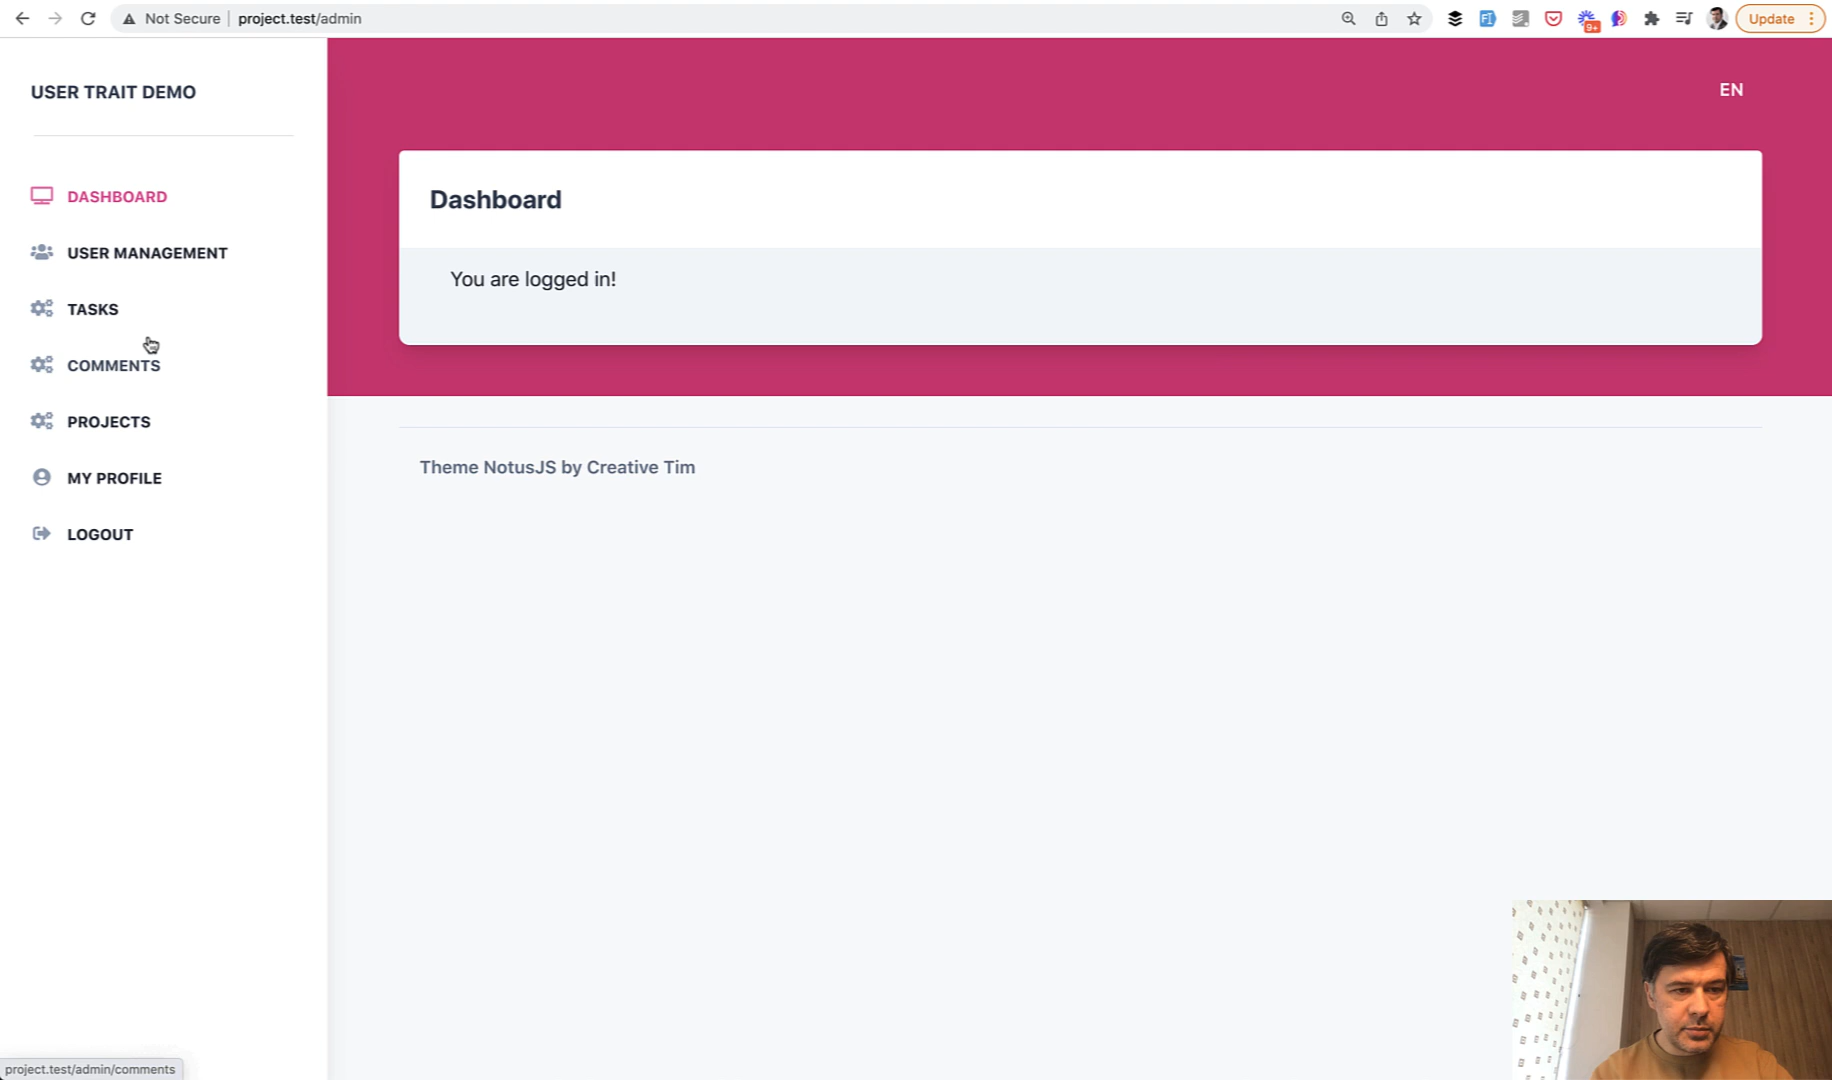 Not Secure project.test/admin
9+
Update
USER TRAIT DEMO
EN
DASHBOARD
USER MANAGEMENT
TASKS
COMMENTS
PROJECTS
MY PROFILE
LOGOUT
Dashboard
You are logged in!
Theme NotusJS by Creative Tim
project.test/admin/comments